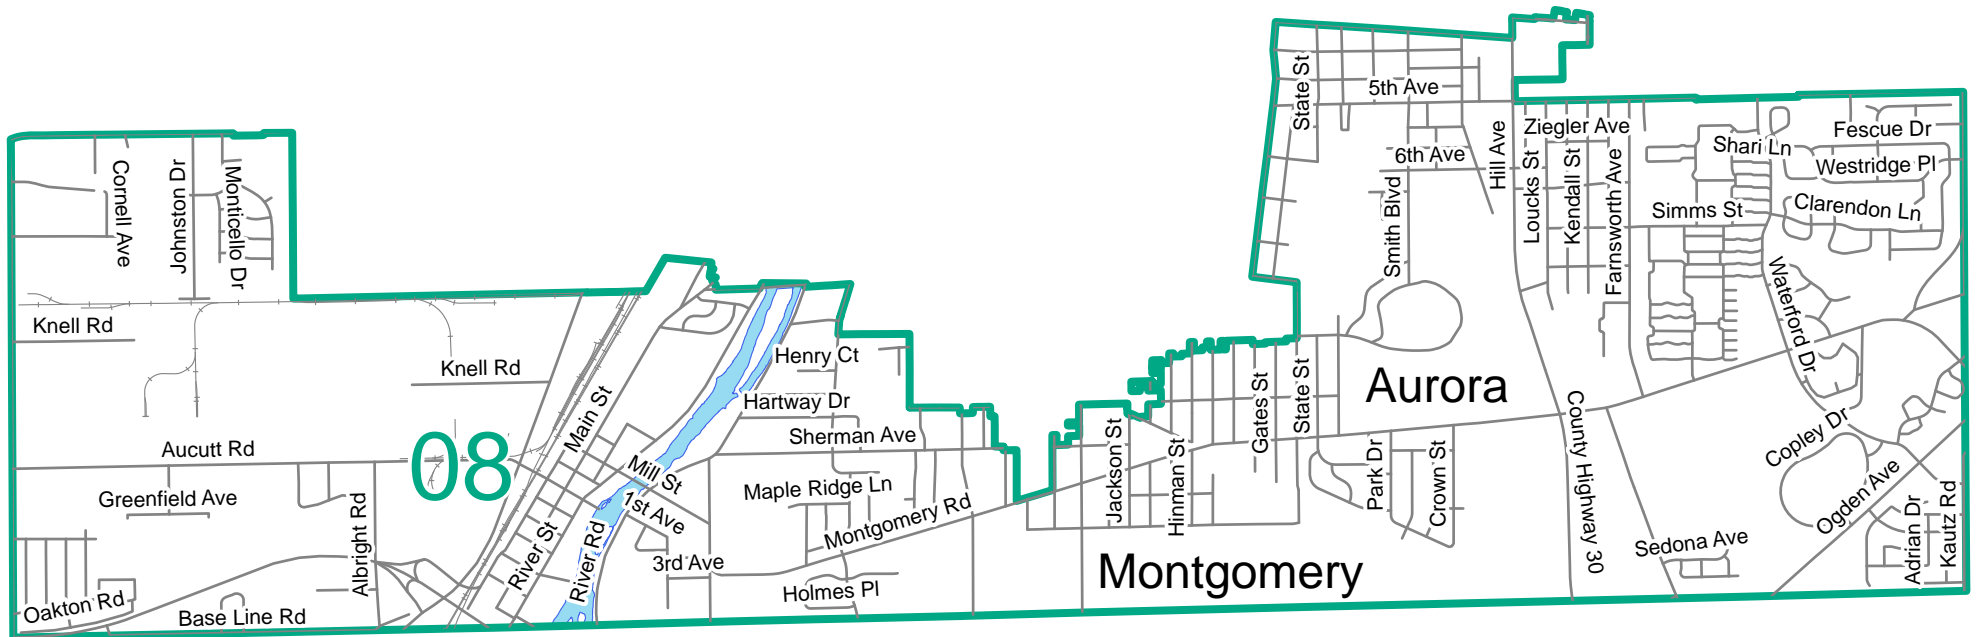 State St
5th Ave
Ziegler Ave
Fescue Dr
Shari Ln
6th Ave
Hill Ave
Westridge Pl
Cornell Ave
Johnston Dr
Monticello Dr
Loucks St
Kendall St
Farnsworth Ave
Simms St
Clarendon Ln
Smith Blvd
Waterford Dr
Knell Rd
Knell Rd
Henry Ct
Hartway Dr
Main St
Gates St
State St
Aurora
Sherman Ave
Aucutt Rd
08
Mill St
Jackson St
Hinman St
Park Dr
Crown St
County Highway 30
Copley Dr
Greenfield Ave
Maple Ridge Ln
1st Ave
Montgomery Rd
Ogden Ave
Albright Rd
River St
River Rd
3rd Ave
Montgomery
Sedona Ave
Adrian Dr
Kautz Rd
Oakton Rd
Base Line Rd
Holmes Pl